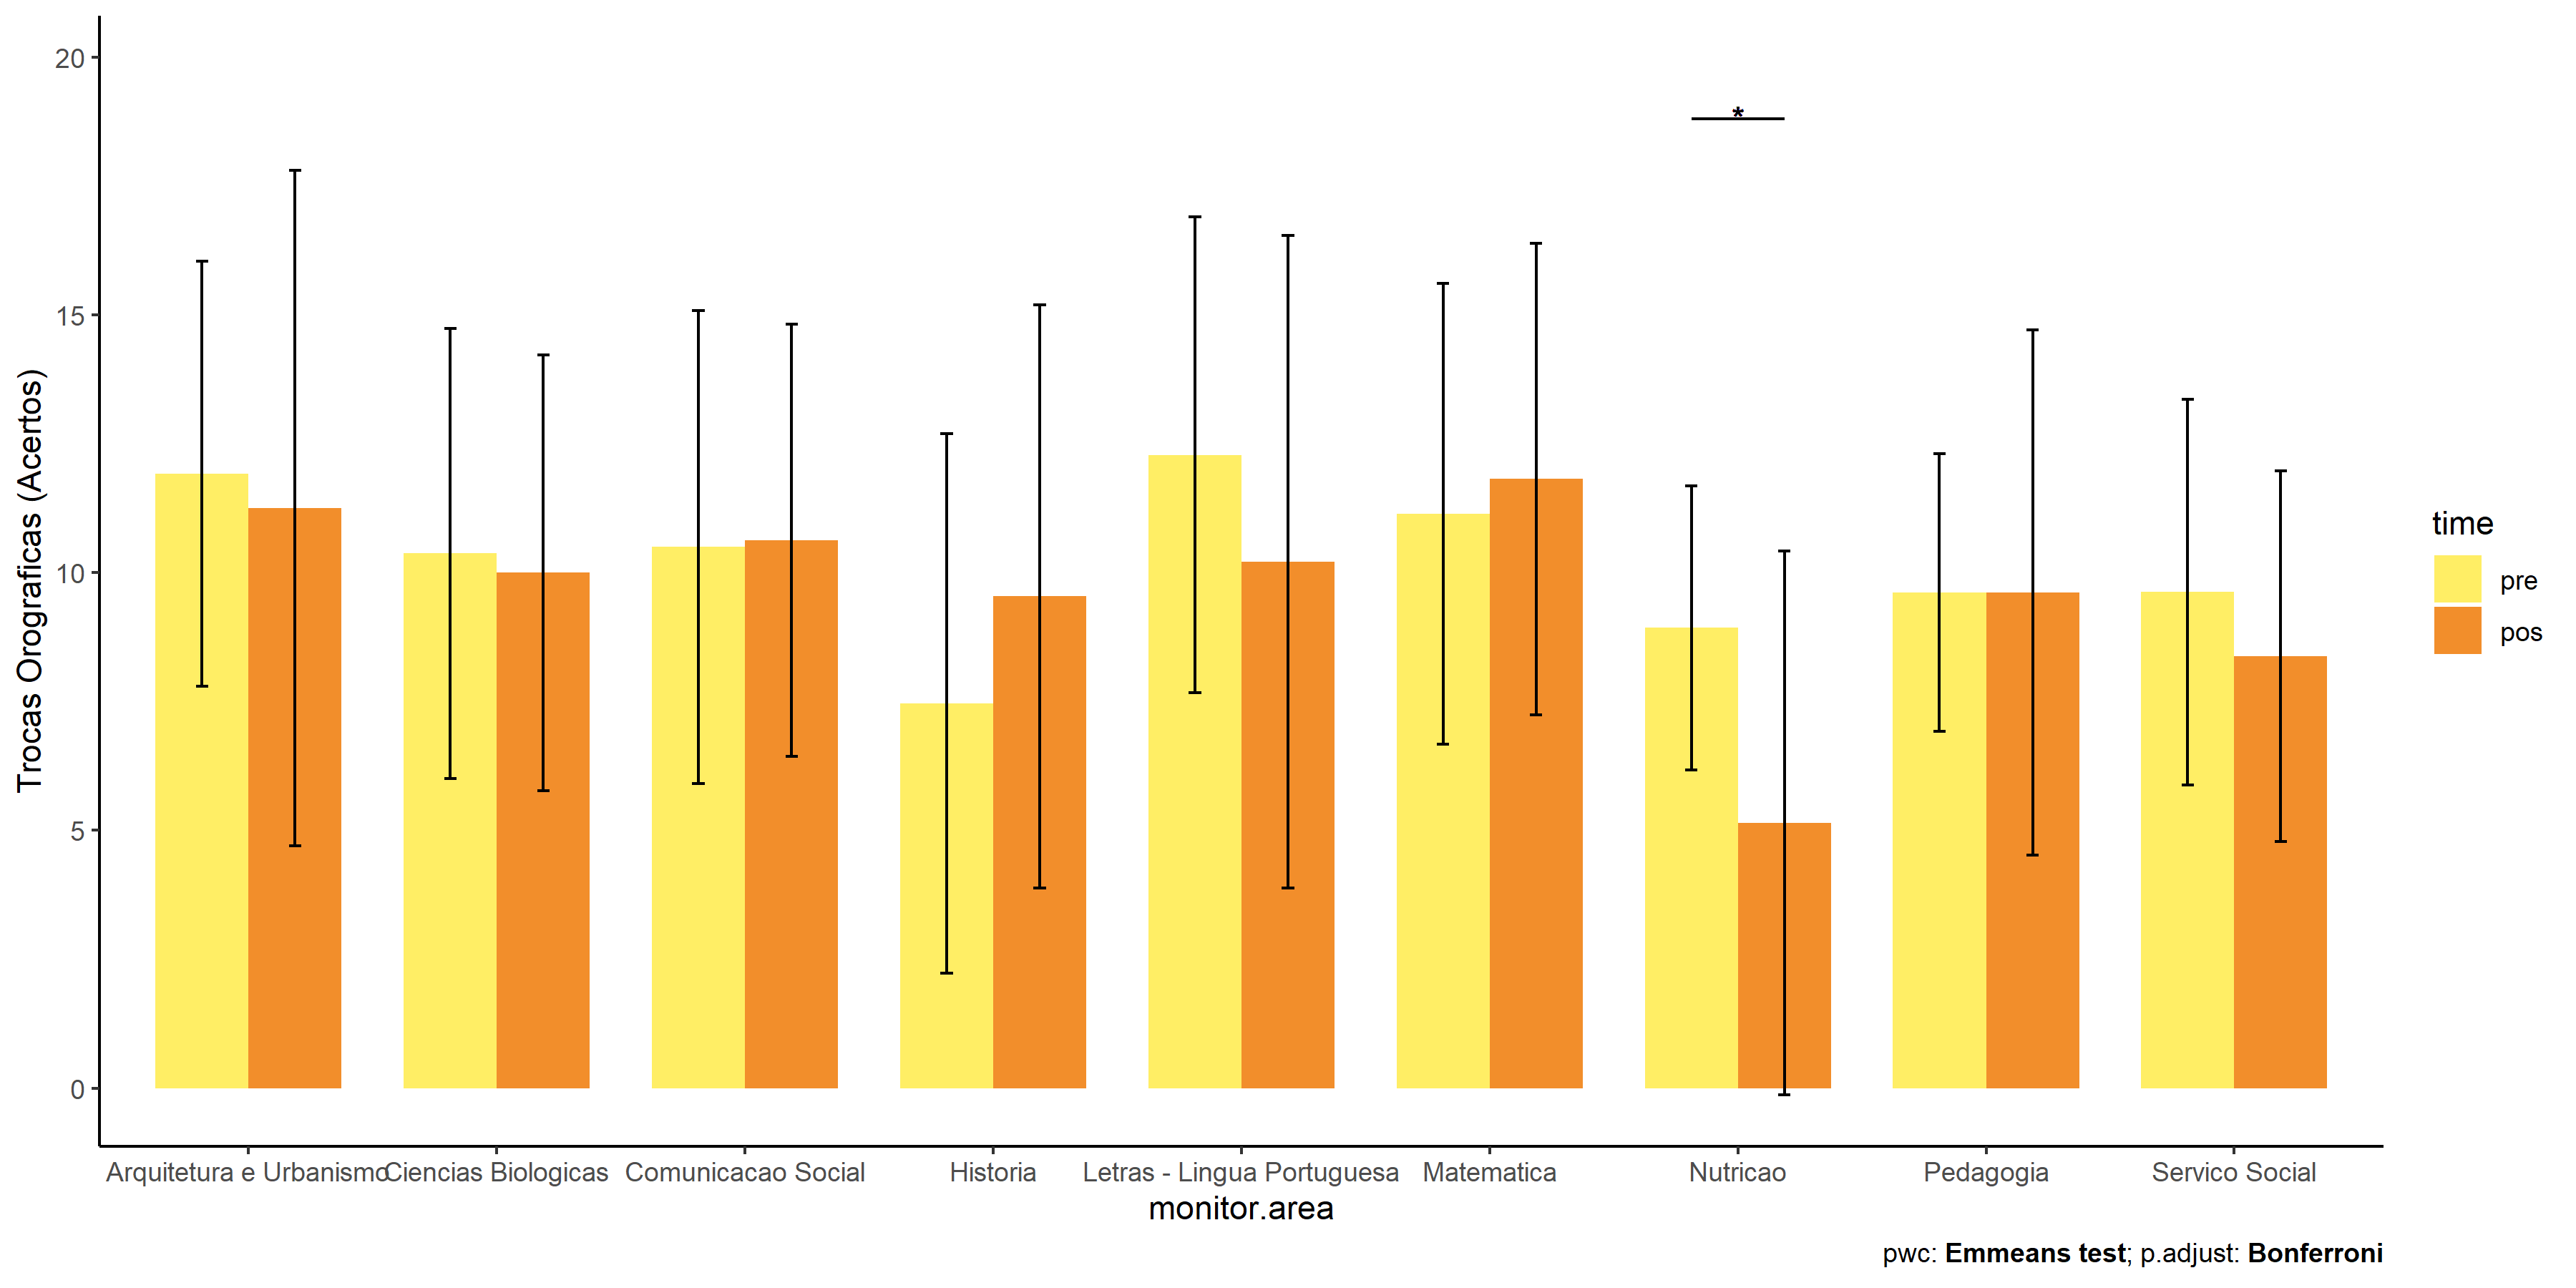 Trocas Orograficas (Acertos)
20
15
10
5
0
*
Arquitetura e Urbanismo
Ciencias Biologicas
Comunicacao Social
Historia
Letras - Lingua Portuguesa
Matematica
Nutricao
Pedagogia
Servico Social
monitor.area
time
pre
pos
pwc: Emmeans test; p.adjust: Bonferroni